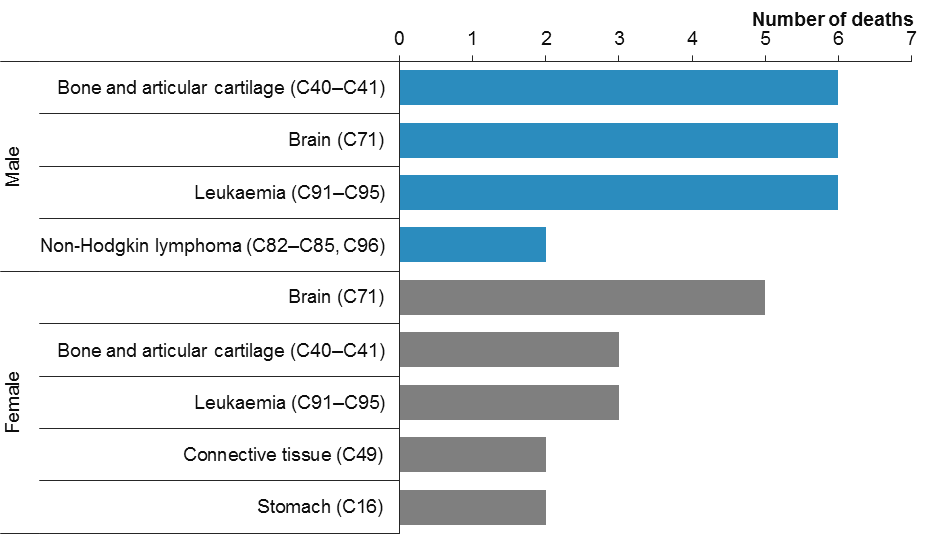 Number of deaths
0 1 2 3 4 5 6 7
Male
Bone and articular cartilage (C40–C41)
Brain (C71)
Leukaemia (C91–C95)
Non-Hodgkin lymphoma (C82–C85, C96)
Female
Brain (C71)
Bone and articular cartilage (C40–C41)
Leukaemia (C91–C95)
Connective tissue (C49)
Stomach (C16)